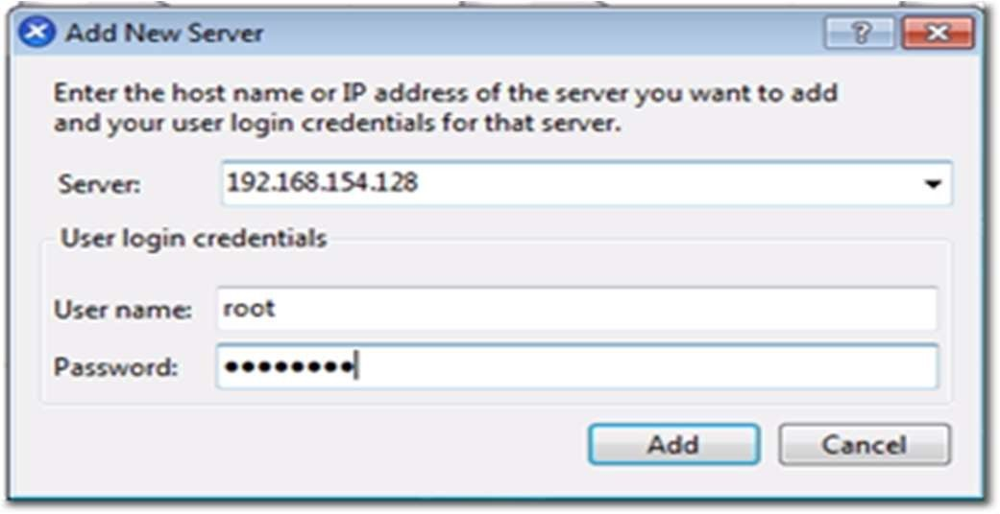 Add New Server
Enter the host name or IP address of the server you want to add
and your user login credentials for that server.
Server: 192.168.154.128
User login credentials
User name: root
Password: ••••••••
Add Cancel